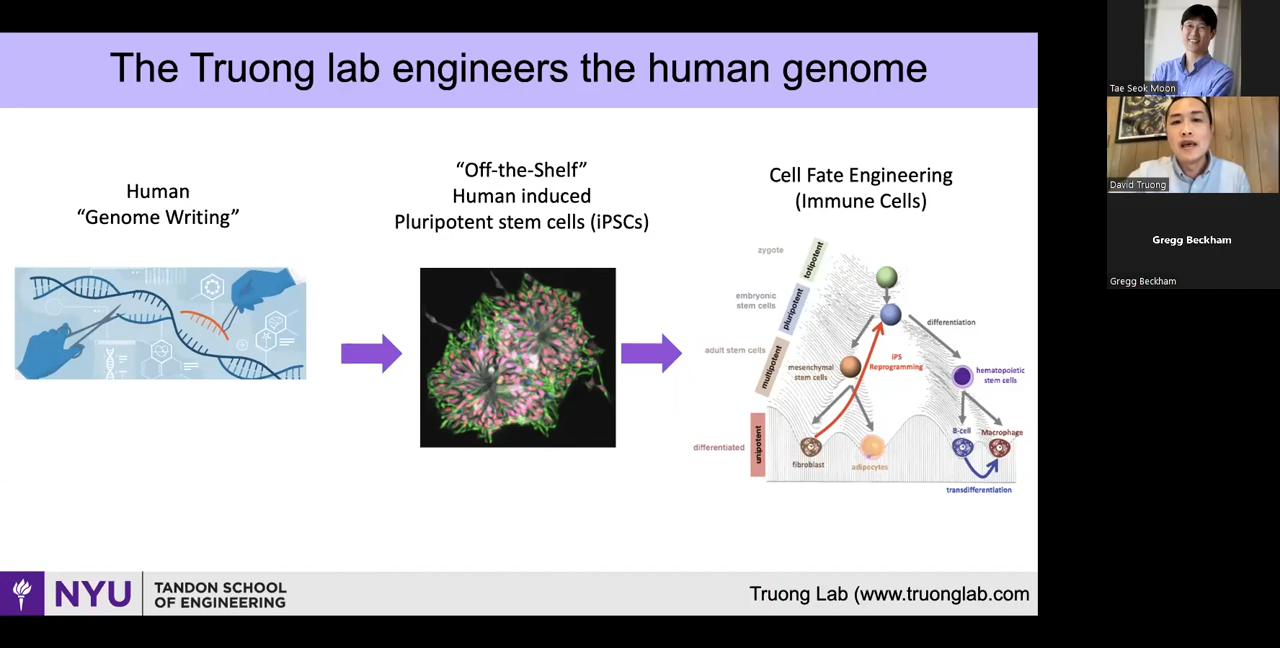 The Truong lab engineers the human genome
Human
“Genome Writing”
“Off-the-Shelf”
Human induced
Pluripotent stem cells (iPSCs)
Cell Fate Engineering
(Immune Cells)
zygote
totipotent
embryonic
stem cells
pluripotent
differentiation
adult stem cells
multipotent
mesenchymal
stem cells
iPS
Reprogramming
hematopoietic
stem cells
differentiated
unipotent
fibroblast
adipocytes
B-cell
Macrophage
transdifferentiation
NYU
TANDON SCHOOL
OF ENGINEERING
Truong Lab (www.truonglab.com
Tae Seok Moon
David Truong
Gregg Beckham
Gregg Beckham